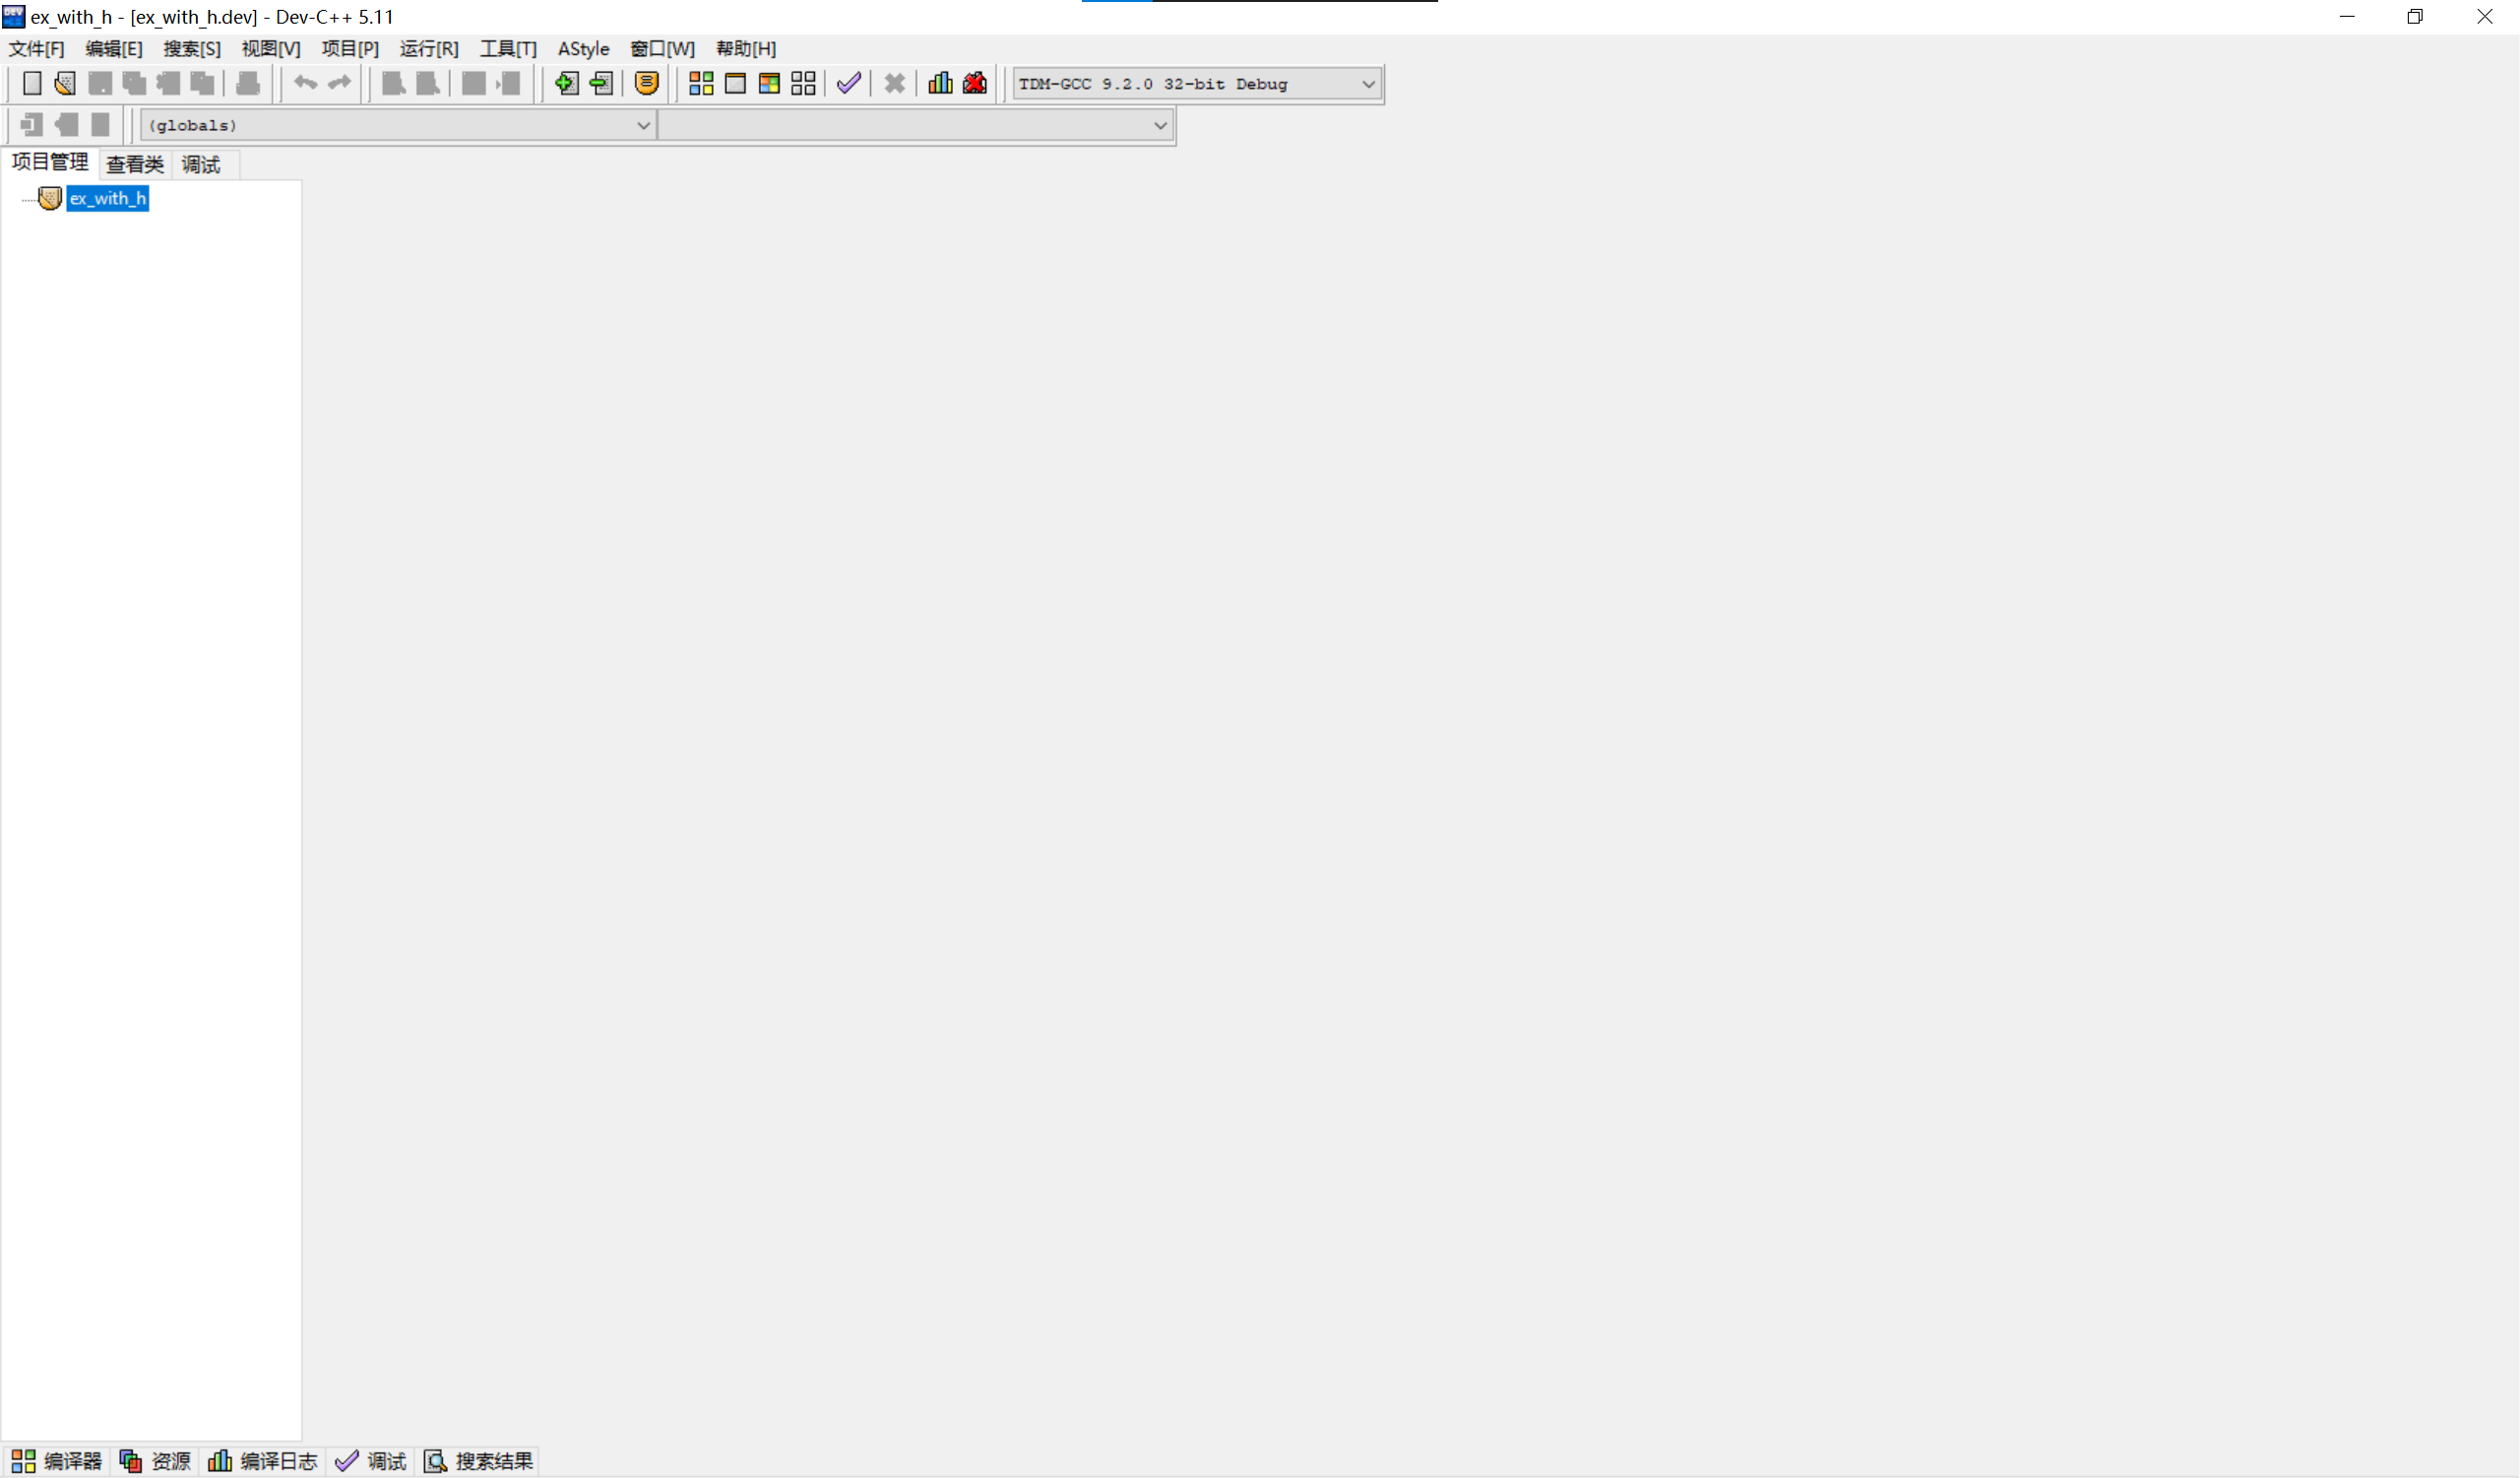 ex_with_h - [ex_with_h.dev] - Dev-C++ 5.11
文件[F] 编辑[E] 搜索[S] 视图[V] 项目[P] 运行[R] 工具[T] AStyle 窗口[W] 帮助[H]
TDM-GCC 9.2.0 32-bit Debug
(globals)
项目管理 查看类 调试
ex_with_h
编译器 资源 编译日志 调试 搜索结果